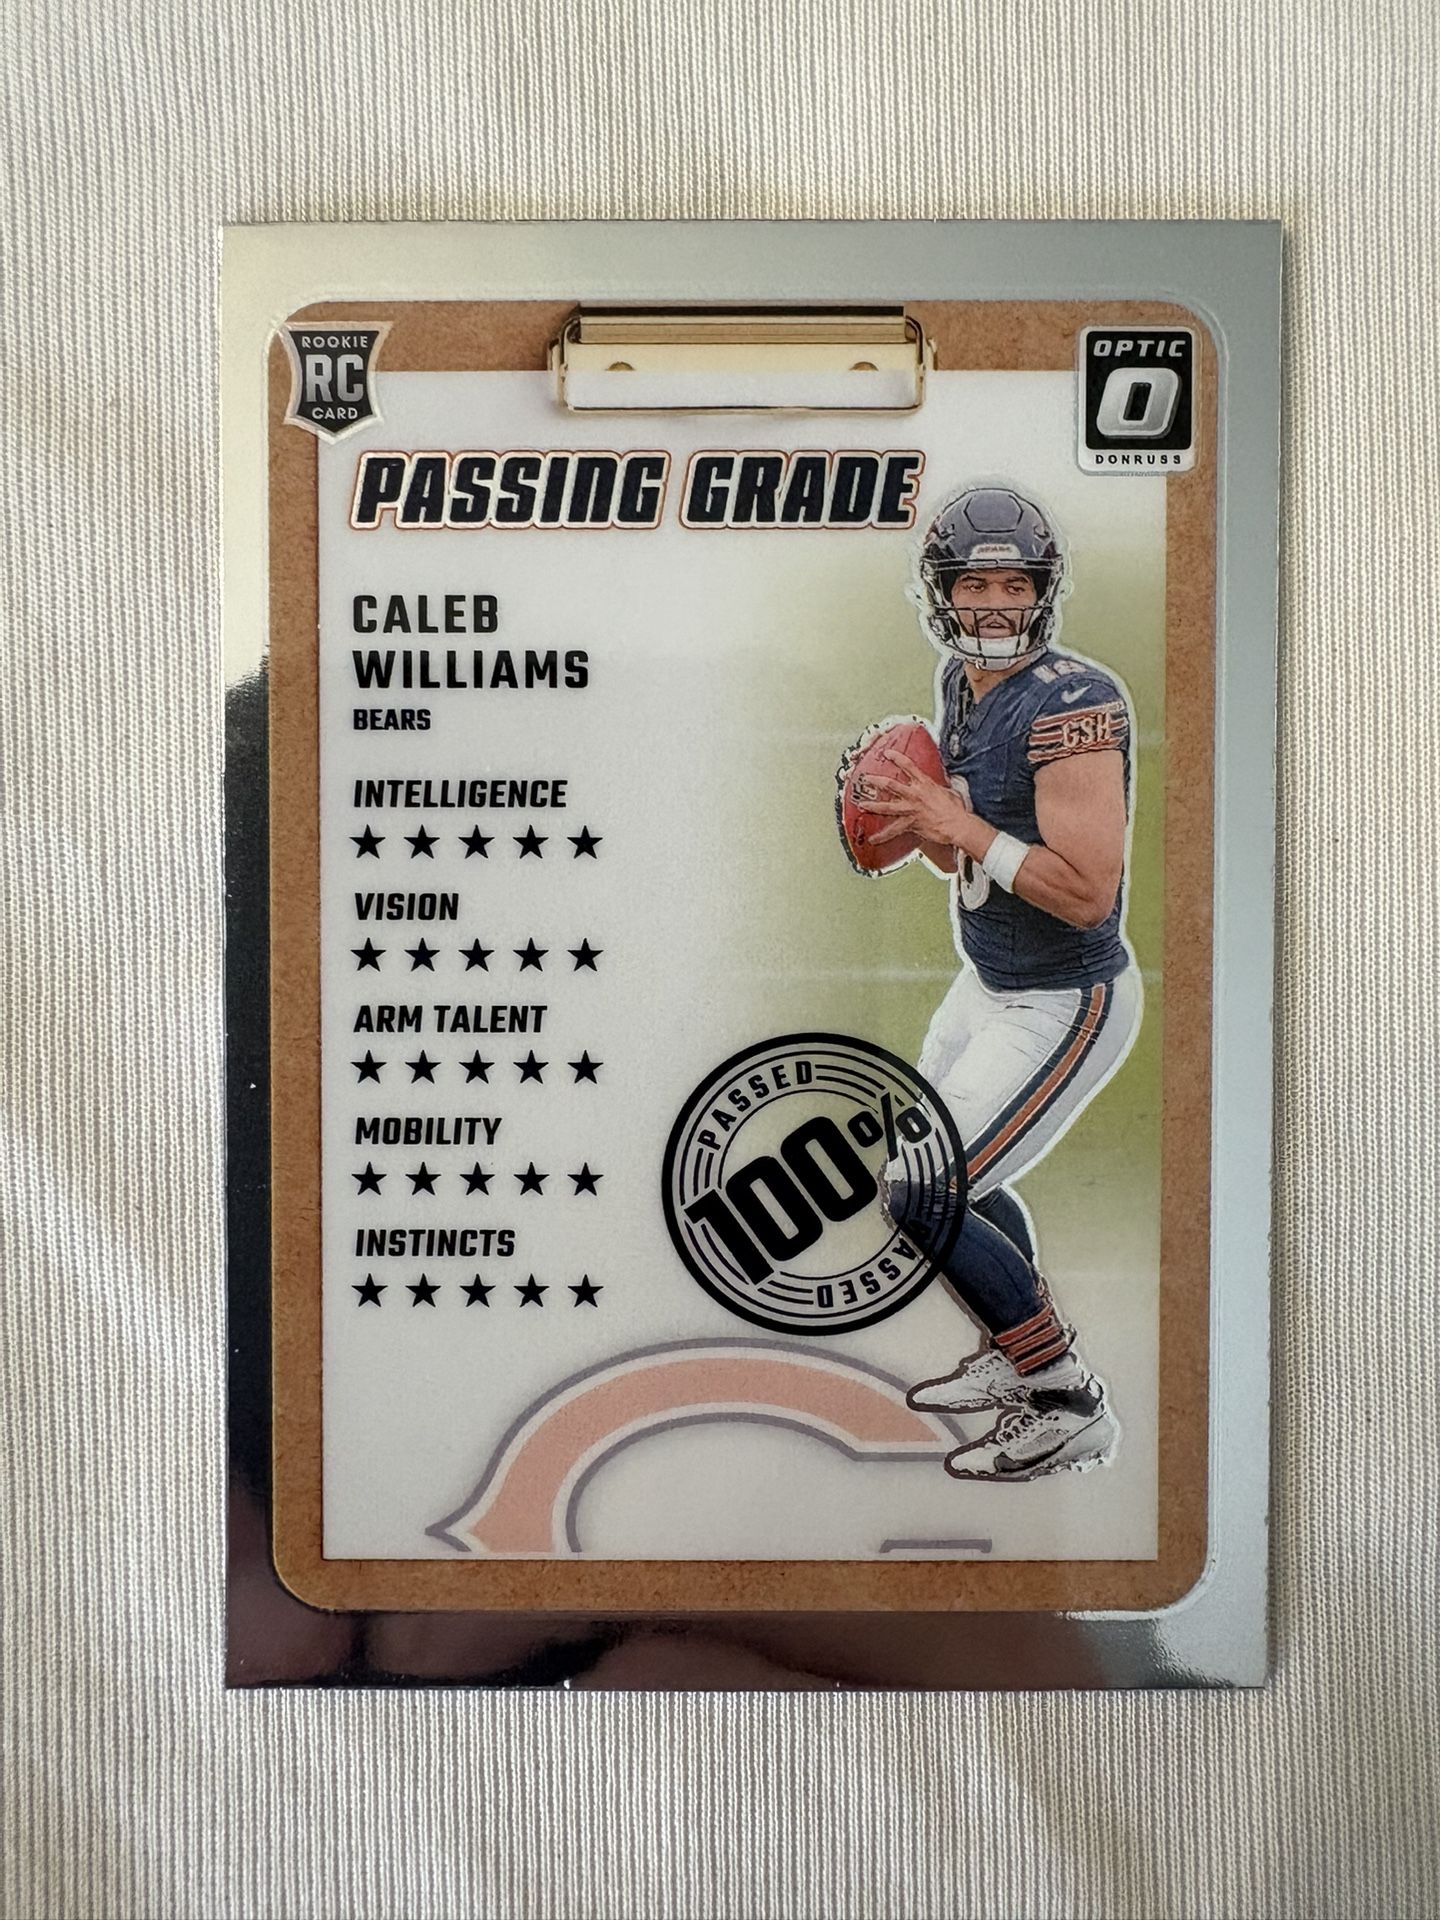 ROOKIE
RC
CARD
OPTIC
O
DONRUSS
PASSING GRADE
CALEB
WILLIAMS
BEARS
GSH
INTELLIGENCE
★ ★ ★ ★ ★
VISION
★ ★ ★ ★ ★
ARM TALENT
★ ★ ★ ★ ★
MOBILITY
★ ★ ★ ★ ★
INSTINCTS
★ ★ ★ ★ ★
PASSED
100%
PASSED